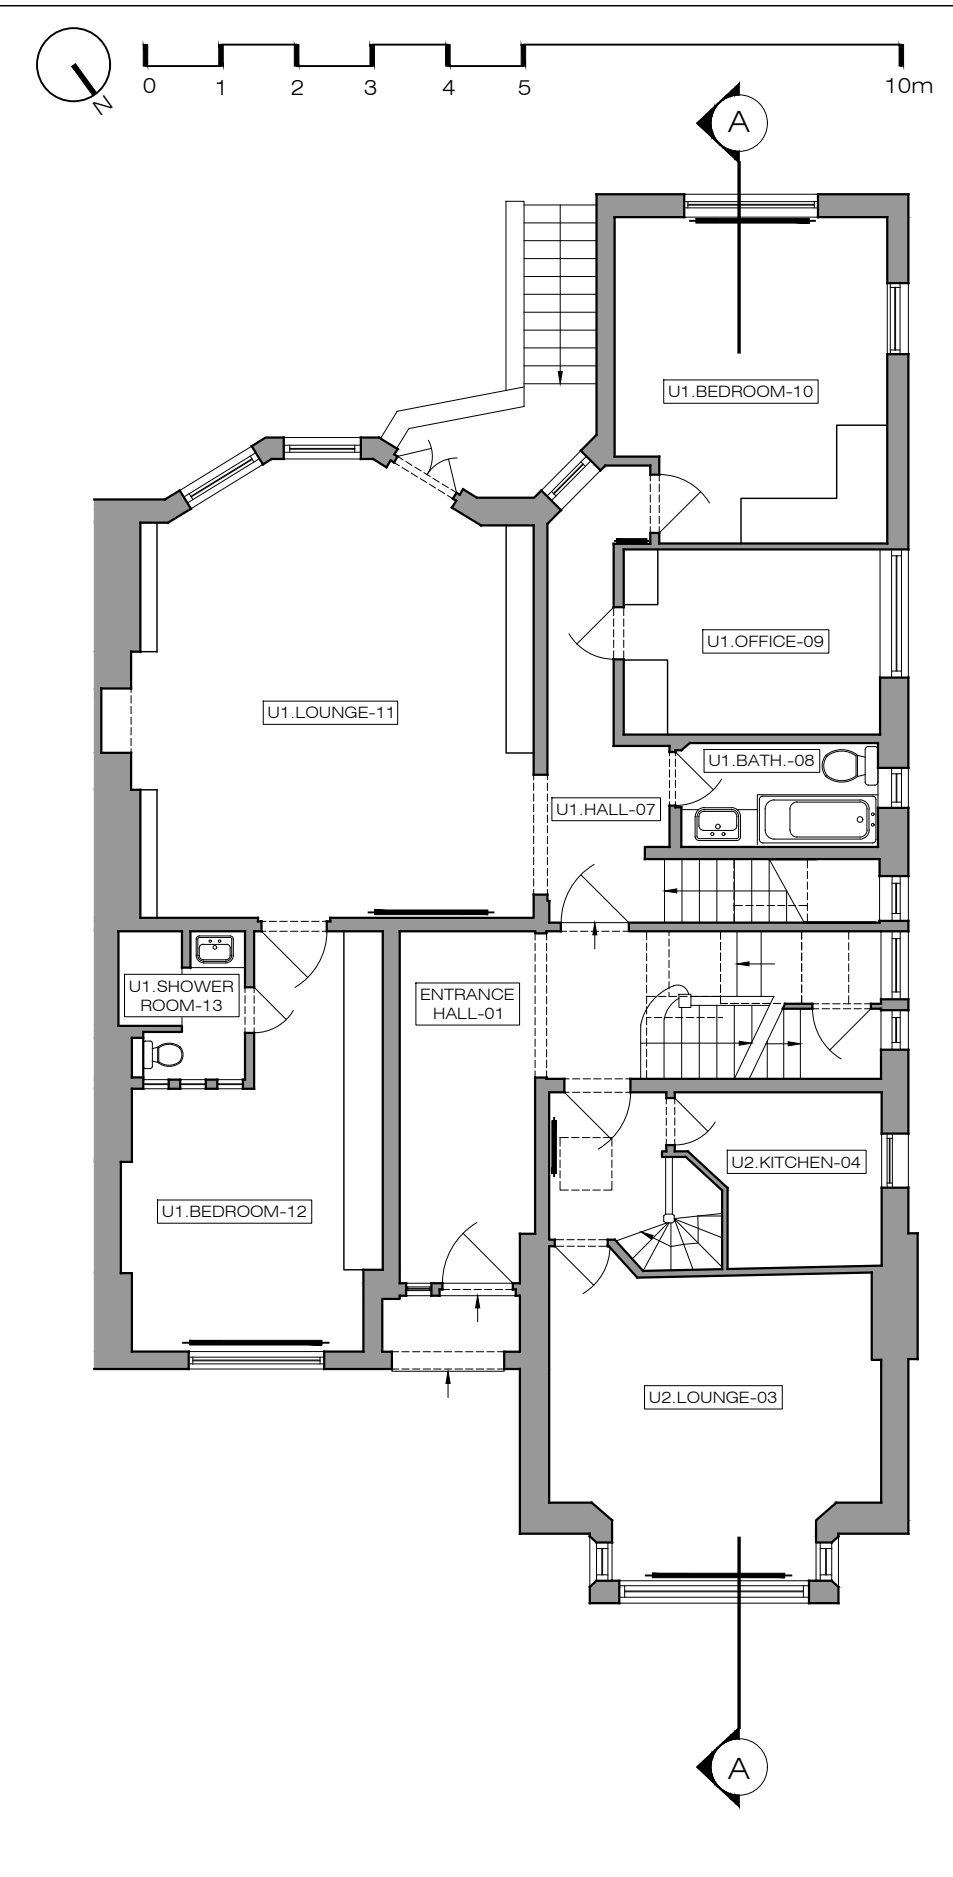 N
0 1 2 3 4 5 10m
A
U1.BEDROOM-10
U1.OFFICE-09
U1.LOUNGE-11
U1.BATH.-08
U1.HALL-07
U1.SHOWER
ROOM-13
ENTRANCE
HALL-01
U2.KITCHEN-04
U1.BEDROOM-12
U2.LOUNGE-03
A